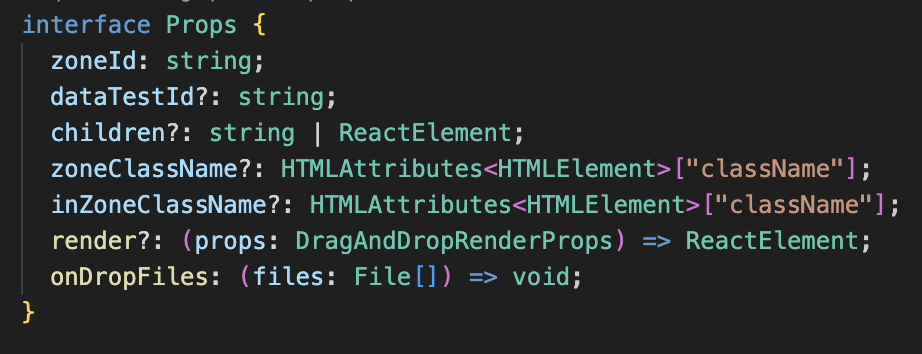 interface Props {
  zoneId: string;
  dataTestId?: string;
  children?: string | ReactElement;
  zoneClassName?: HTMLAttributes<HTMLElement>["className"];
  inZoneClassName?: HTMLAttributes<HTMLElement>["className"];
  render?: (props: DragAndDropRenderProps) => ReactElement;
  onDropFiles: (files: File[]) => void;
}